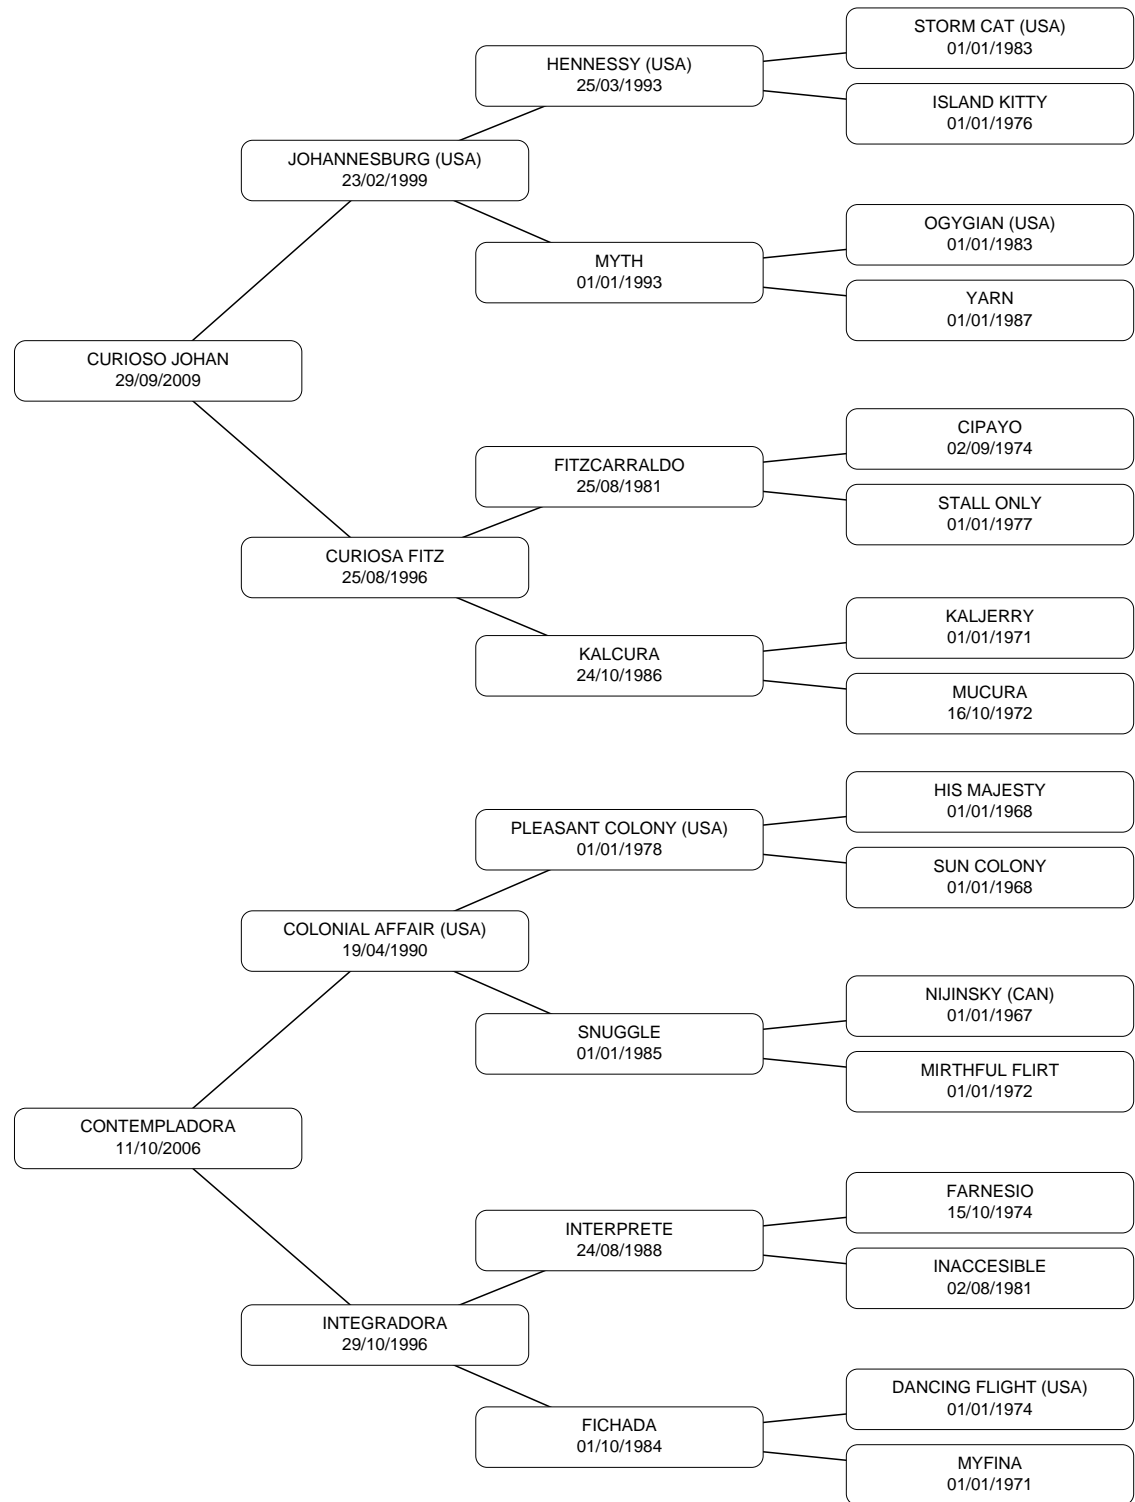 STORM CAT (USA)
01/01/1983
HENNESSY (USA)
25/03/1993
ISLAND KITTY
01/01/1976
JOHANNESBURG (USA)
23/02/1999
OGYGIAN (USA)
01/01/1983
MYTH
01/01/1993
YARN
01/01/1987
CURIOSO JOHAN
29/09/2009
CIPAYO
02/09/1974
FITZCARRALDO
25/08/1981
STALL ONLY
01/01/1977
CURIOSA FITZ
25/08/1996
KALJERRY
01/01/1971
KALCURA
24/10/1986
MUCURA
16/10/1972
HIS MAJESTY
01/01/1968
PLEASANT COLONY (USA)
01/01/1978
SUN COLONY
01/01/1968
COLONIAL AFFAIR (USA)
19/04/1990
NIJINSKY (CAN)
01/01/1967
SNUGGLE
01/01/1985
MIRTHFUL FLIRT
01/01/1972
CONTEMPLADORA
11/10/2006
FARNESIO
15/10/1974
INTERPRETE
24/08/1988
INACCESIBLE
02/08/1981
INTEGRADORA
29/10/1996
DANCING FLIGHT (USA)
01/01/1974
FICHADA
01/10/1984
MYFINA
01/01/1971